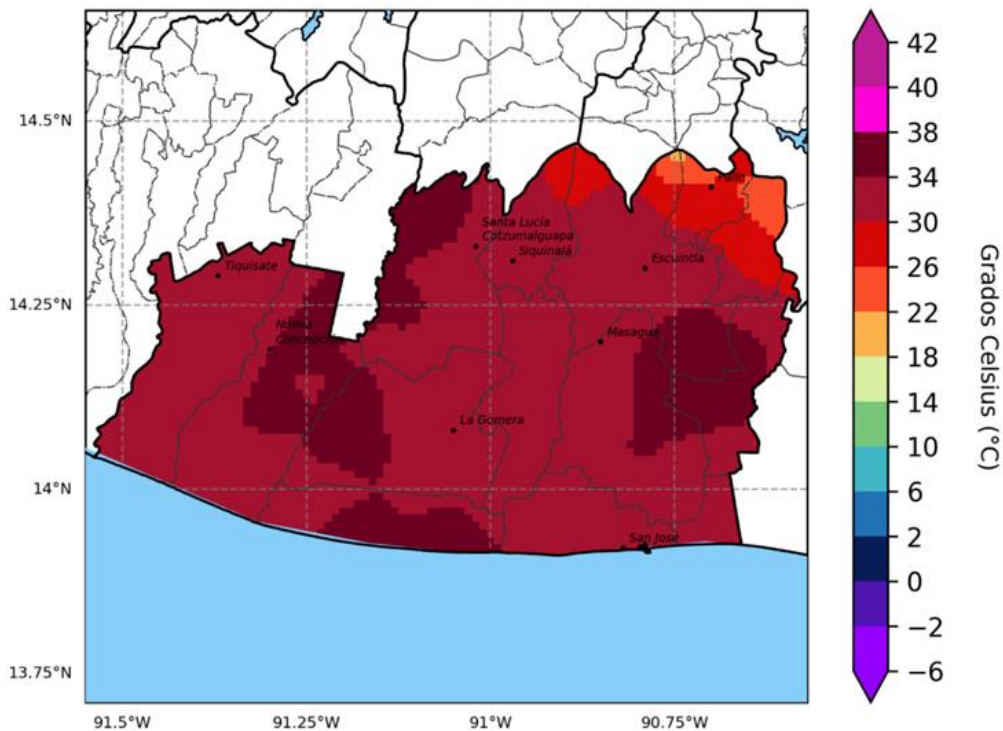 14.5°N
14.25°N
14°N
13.75°N
91.5°W
91.25°W
91°W
90.75°W
Palín
Santa Lucía
Cotzumalguapa
Siquinalá
Escuintla
Tiquisate
Nueva
Concepción
Masagua
La Gomera
San José
42
40
38
34
30
26
22
18
14
10
6
2
0
−2
−6
Grados Celsius (°C)